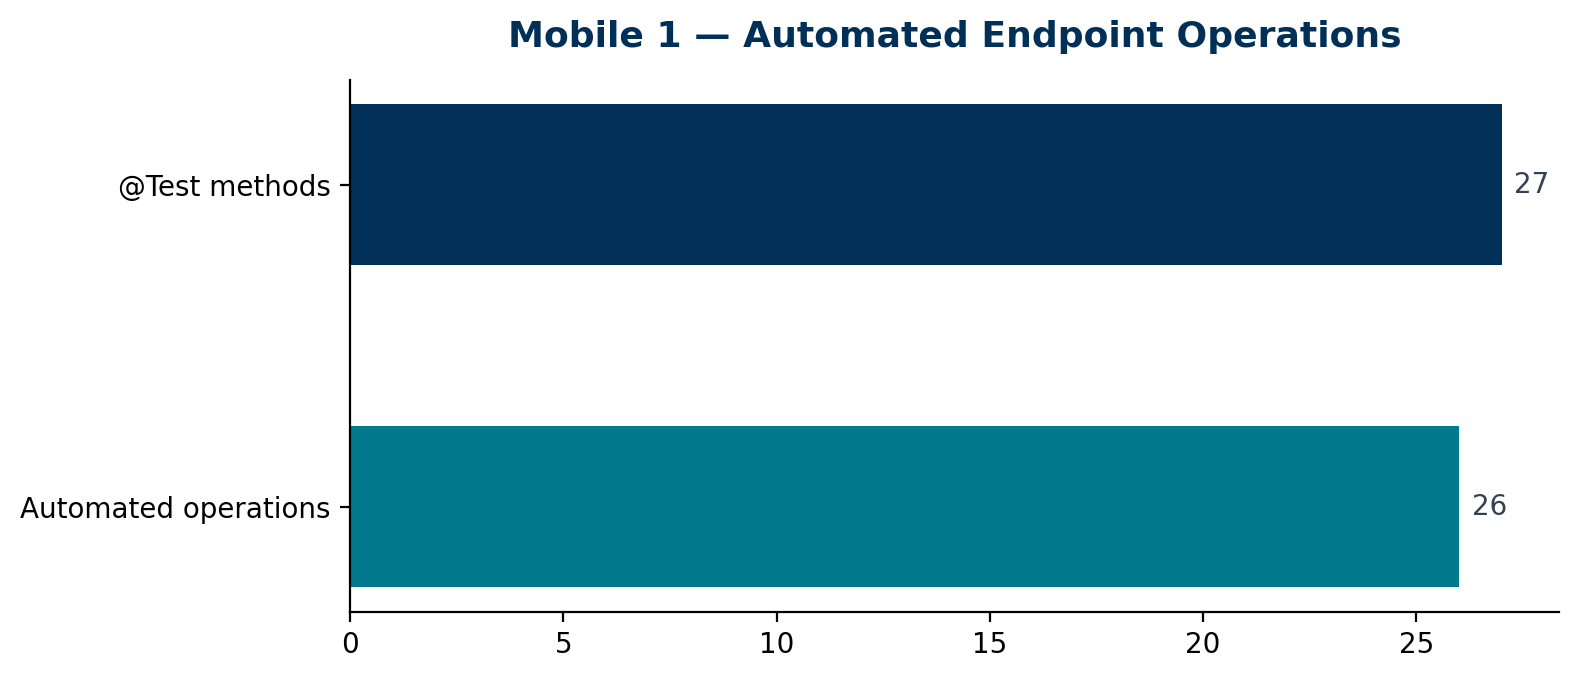 Mobile 1 — Automated Endpoint Operations
@Test methods
27
Automated operations
26
0 5 10 15 20 25